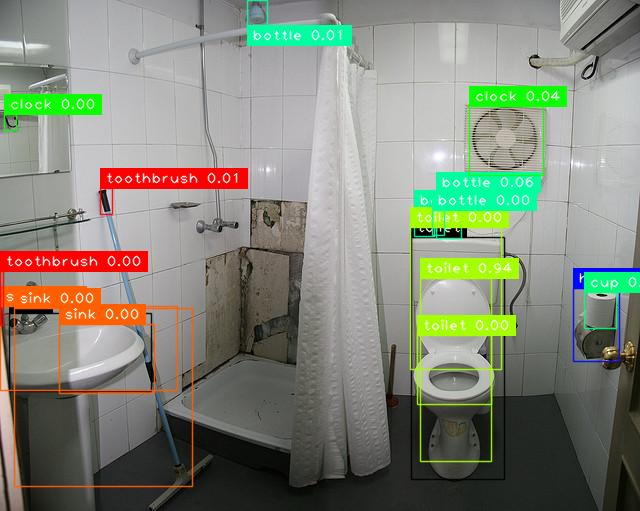 bottle 0.01
clock 0.04
clock 0.00
toothbrush 0.01
bottle 0.06
bottle 0.00
toilet 0.00
toilet
toothbrush 0.00
toilet 0.94
cup 0.
sink 0.00
sink 0.00
toilet 0.00